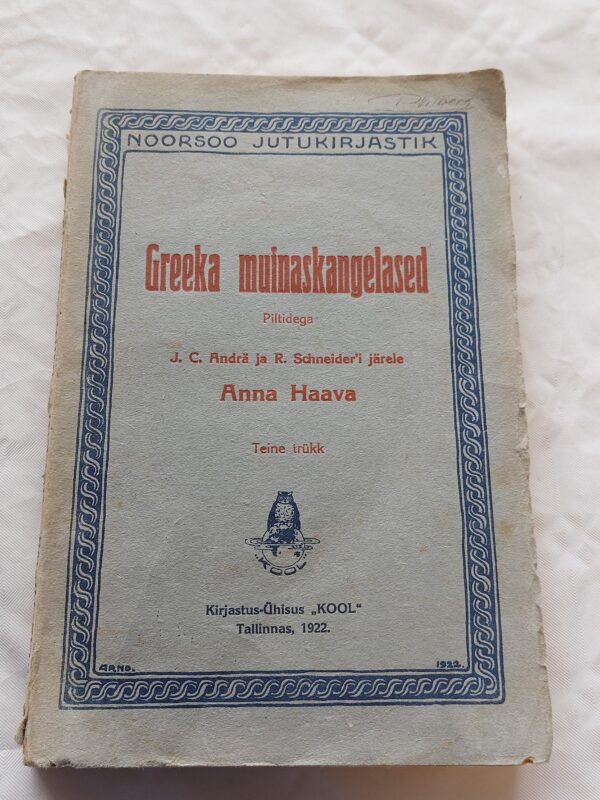 NOORSOO JUTUKIRJASTIK
Greeka muinaskangelased
Piltidega
J. C. Andrä ja R. Schneider'i järele
Anna Haava
Teine trükk
„KOOL“
Kirjastus-Ühisus „KOOL“
Tallinnas, 1922.
ARNO. 1922.